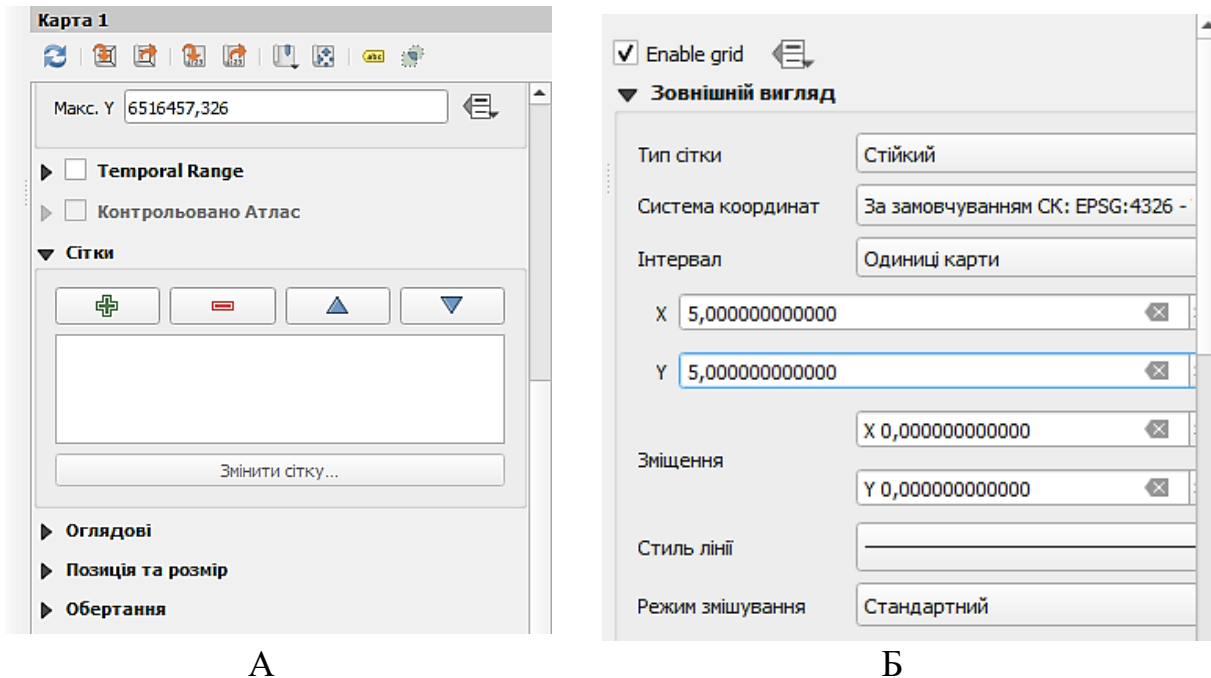 Карта 1
Макс. Y 6516457,326
Temporal Range
Контрольовано Атлас
Сітки
Змінити сітку...
Оглядові
Позиція та розмір
Обертання
А
Enable grid
Зовнішній вигляд
Тип сітки Стійкий
Система координат За замовчуванням СК: EPSG:4326 -
Інтервал Одиниці карти
X 5,000000000000
Y 5,000000000000
X 0,000000000000
Зміщення
Y 0,000000000000
Стиль лінії
Режим змішування Стандартний
Б